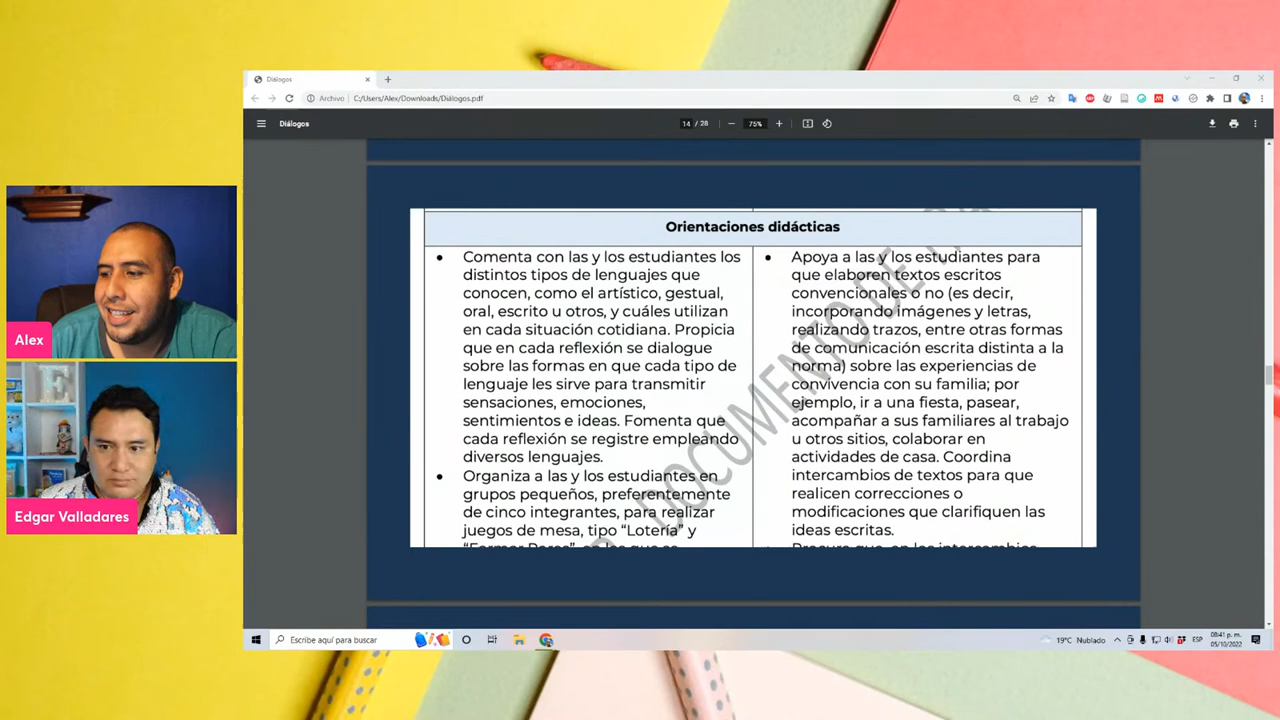 Diálogos
Archivo C:/Users/Alex/Downloads/Diálogos.pdf
Diálogos
14 / 28
75%
Orientaciones didácticas
• Comenta con las y los estudiantes los
distintos tipos de lenguajes que
conocen, como el artístico, gestual,
oral, escrito u otros, y cuáles utilizan
en cada situación cotidiana. Propicia
que en cada reflexión se dialogue
sobre las formas en que cada tipo de
lenguaje les sirve para transmitir
sensaciones, emociones,
sentimientos e ideas. Fomenta que
cada reflexión se registre empleando
diversos lenguajes.
• Organiza a las y los estudiantes en
grupos pequeños, preferentemente
de cinco integrantes, para realizar
juegos de mesa, tipo “Lotería” y
• Apoya a las y los estudiantes para
que elaboren textos escritos
convencionales o no (es decir,
incorporando imágenes y letras,
realizando trazos, entre otras formas
de comunicación escrita distinta a la
norma) sobre las experiencias de
convivencia con su familia; por
ejemplo, ir a una fiesta, pasear,
acompañar a sus familiares al trabajo
u otros sitios, colaborar en
actividades de casa. Coordina
intercambios de textos para que
realicen correcciones o
modificaciones que clarifiquen las
ideas escritas.
DOCUMENTO DE
Alex
Edgar Valladares
Escribe aquí para buscar
19°C Nublado
ESP
08:41 p. m.
05/10/2022